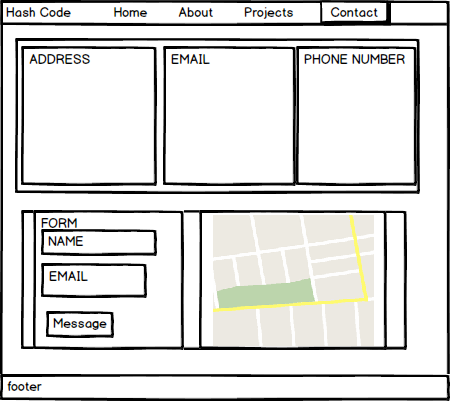 Hash Code Home About Projects Contact
ADDRESS EMAIL PHONE NUMBER
FORM
NAME
EMAIL
Message
footer